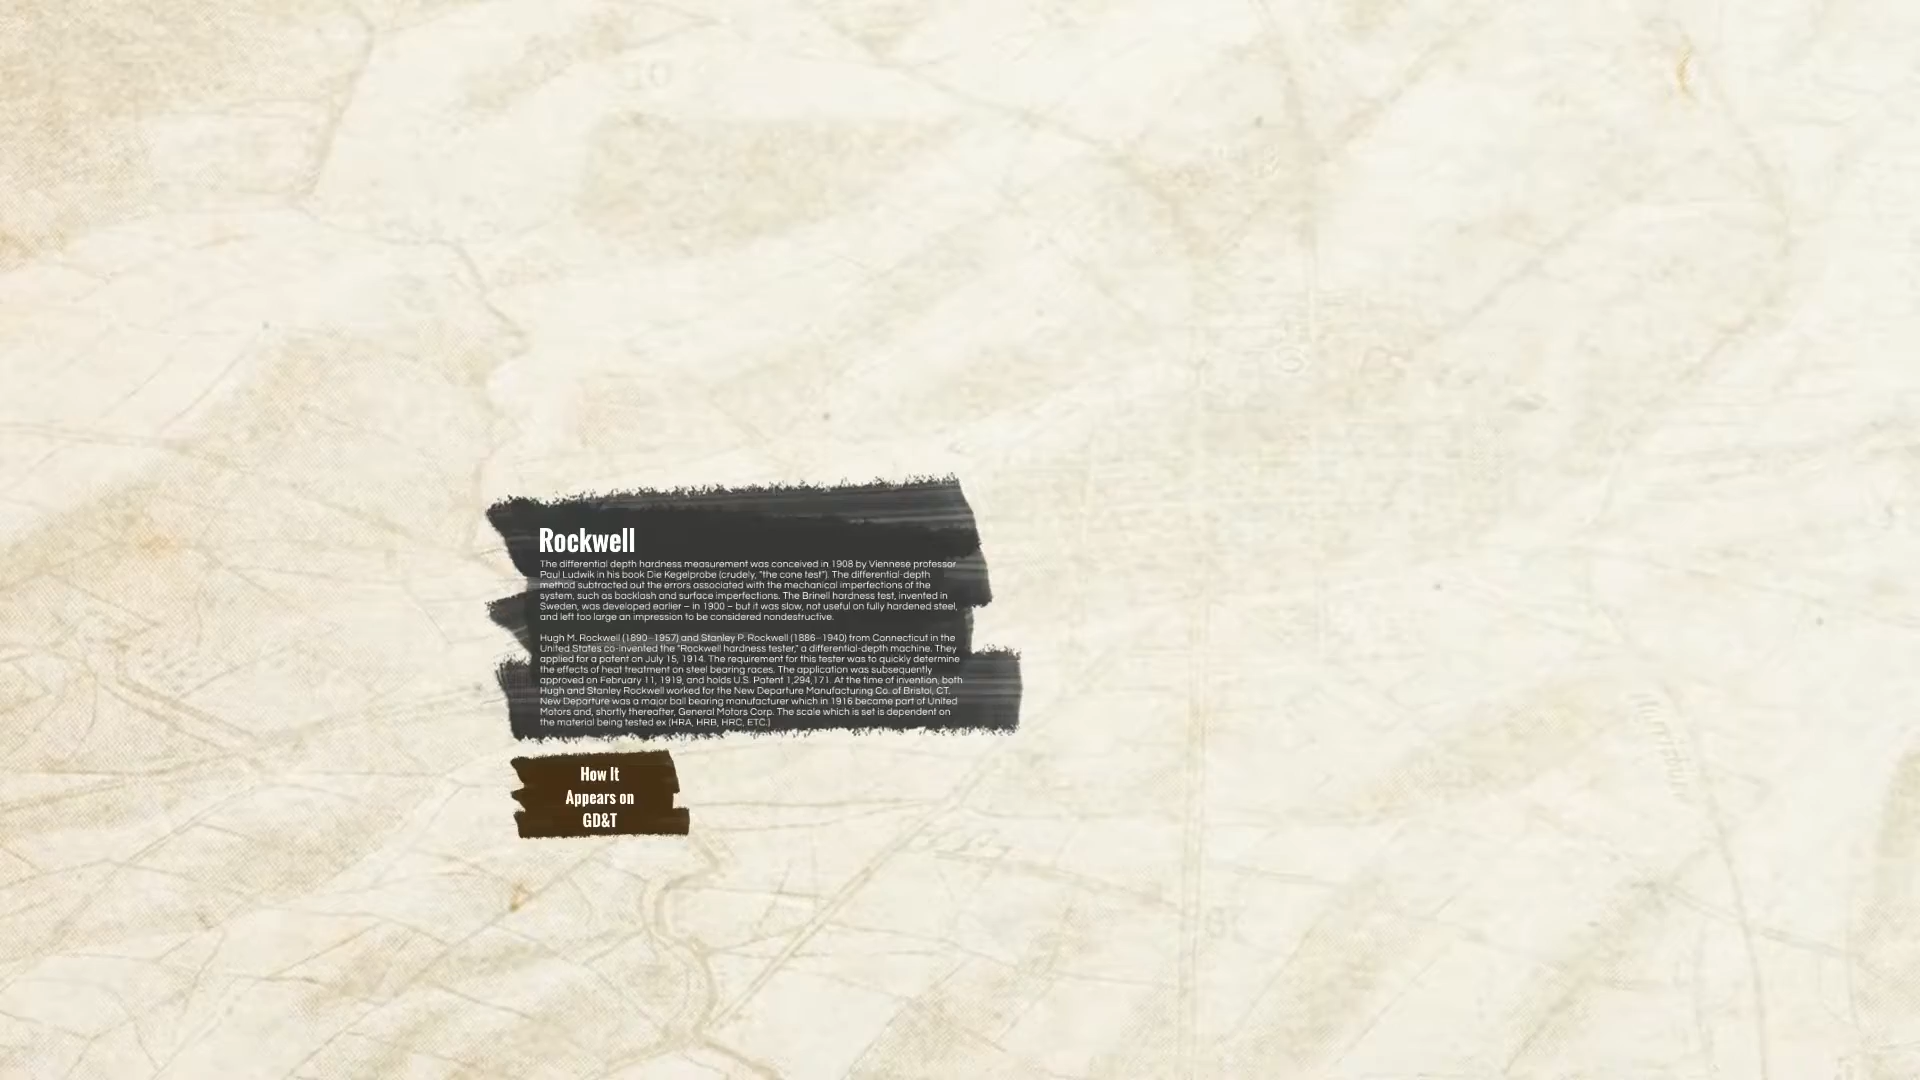 Rockwell
The differential depth hardness measurement was conceived in 1908 by Viennese professor
Paul Ludwik in his book Die Kegelprobe (crudely, "the cone test"). The differential-depth
method subtracted out the errors associated with the mechanical imperfections of the
system, such as backlash and surface imperfections. The Brinell hardness test, invented in
Sweden, was developed earlier – in 1900 – but it was slow, not useful on fully hardened steel,
and left too large an impression to be considered nondestructive.
Hugh M. Rockwell (1890–1957) and Stanley P. Rockwell (1886–1940) from Connecticut in the
United States co-invented the "Rockwell hardness tester," a differential-depth machine. They
applied for a patent on July 15, 1914. The requirement for this tester was to quickly determine
the effects of heat treatment on steel bearing races. The application was subsequently
approved on February 11, 1919, and holds U.S. Patent 1,294,171. At the time of invention, both
Hugh and Stanley Rockwell worked for the New Departure Manufacturing Co. of Bristol, CT.
New Departure was a major ball bearing manufacturer which in 1916 became part of United
Motors and, shortly thereafter, General Motors Corp. The scale which is set is dependent on
the material being tested ex (HRA, HRB, HRC, ETC.)
How It
Appears on
GD&T